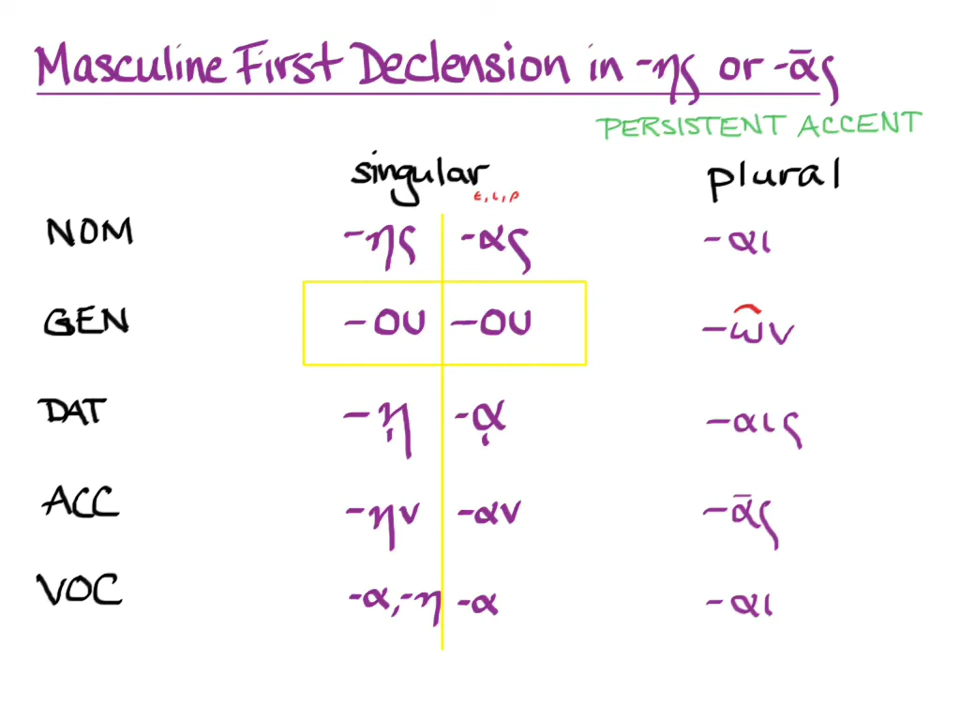 Masculine First Declension in -ης or -ᾱς
PERSISTENT ACCENT
singular plural
ε, ι, ρ
NOM -ης -ας -αι
GEN -ου -ου -ῶν
DAT -ῃ -ᾳ -αις
ACC -ην -αν -ᾱς
VOC -α, -η -α -αι